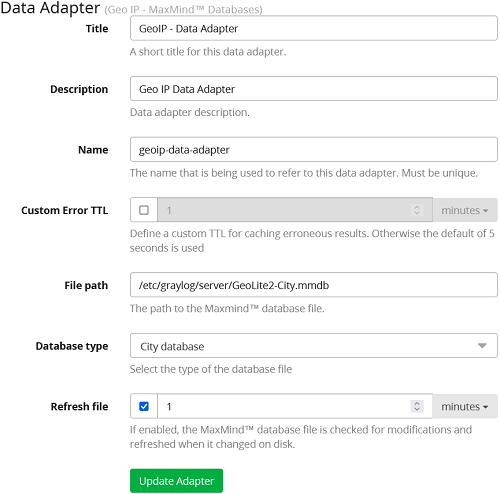 Data Adapter (Geo IP - MaxMind™ Databases)
Title
GeoIP - Data Adapter
A short title for this data adapter.
Description
Geo IP Data Adapter
Data adapter description.
Name
geoip-data-adapter
The name that is being used to refer to this data adapter. Must be unique.
Custom Error TTL
1
minutes
Define a custom TTL for caching erroneous results. Otherwise the default of 5
seconds is used
File path
/etc/graylog/server/GeoLite2-City.mmdb
The path to the Maxmind™ database file.
Database type
City database
Select the type of the database file
Refresh file
1
minutes
If enabled, the MaxMind™ database file is checked for modifications and
refreshed when it changed on disk.
Update Adapter